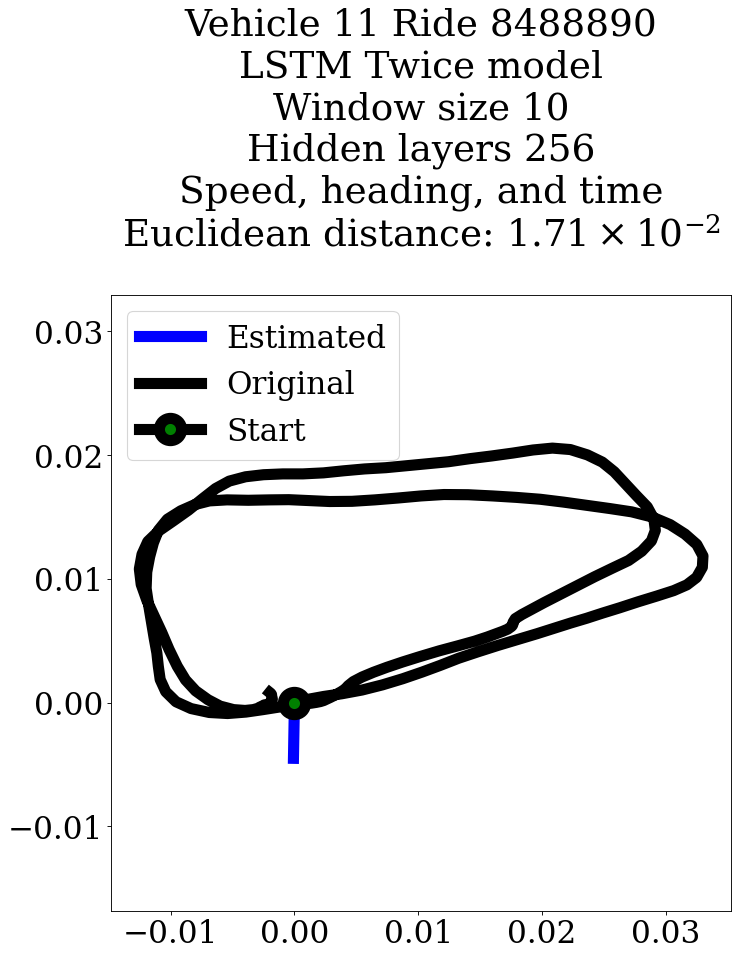 Vehicle 11 Ride 8488890
LSTM Twice model
Window size 10
Hidden layers 256
Speed, heading, and time
Euclidean distance: 1.71 × 10⁻²
Estimated
Original
Start
0.03
0.02
0.01
0.00
−0.01
−0.01 0.00 0.01 0.02 0.03